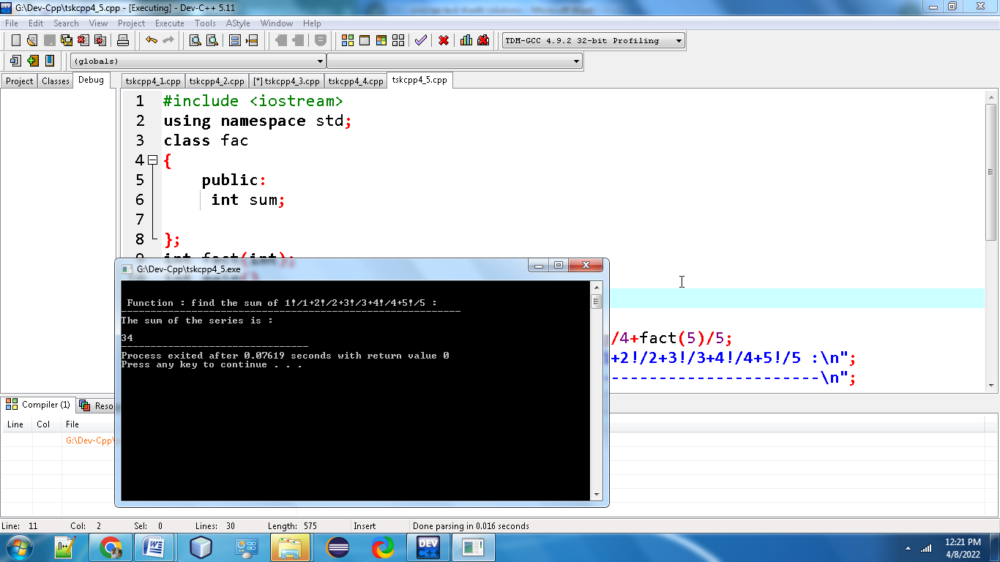 G:\Dev-Cpp\tskcpp4_5.cpp - [Executing] - Dev-C++ 5.11
File Edit Search View Project Execute Tools AStyle Window Help
TDM-GCC 4.9.2 32-bit Profiling
(globals)
Project Classes Debug
tskcpp4_1.cpp tskcpp4_2.cpp [*] tskcpp4_3.cpp tskcpp4_4.cpp tskcpp4_5.cpp
1 #include <iostream>
2 using namespace std;
3 class fac
4 {
5 public:
6 int sum;
7
8 };
9 int fact(int);
int main()
G:\Dev-Cpp\tskcpp4_5.exe
Function : find the sum of 1!/1+2!/2+3!/3+4!/4+5!/5 :
----------------------------------------------------------
The sum of the series is :
34
--------------------------------
Process exited after 0.07619 seconds with return value 0
Press any key to continue . . .
/4+fact(5)/5;
+2!/2+3!/3+4!/4+5!/5 :\n";
----------------------\n";
Compiler (1) Reso
Line Col File
G:\Dev-Cpp\
Line: 11 Col: 2 Sel: 0 Lines: 30 Length: 575 Insert Done parsing in 0.016 seconds
n++
W
DEV
C++
12:21 PM
4/8/2022